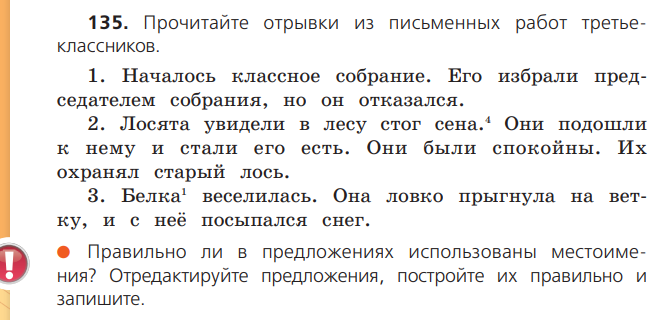 135. Прочитайте отрывки из письменных работ третье-
классников.
1. Началось классное собрание. Его избрали пред-
седателем собрания, но он отказался.
2. Лосята увидели в лесу стог сена.⁴ Они подошли
к нему и стали его есть. Они были спокойны. Их
охранял старый лось.
3. Белка¹ веселилась. Она ловко прыгнула на вет-
ку, и с неё посыпался снег.
! ● Правильно ли в предложениях использованы местоиме-
ния? Отредактируйте предложения, постройте их правильно и
запишите.